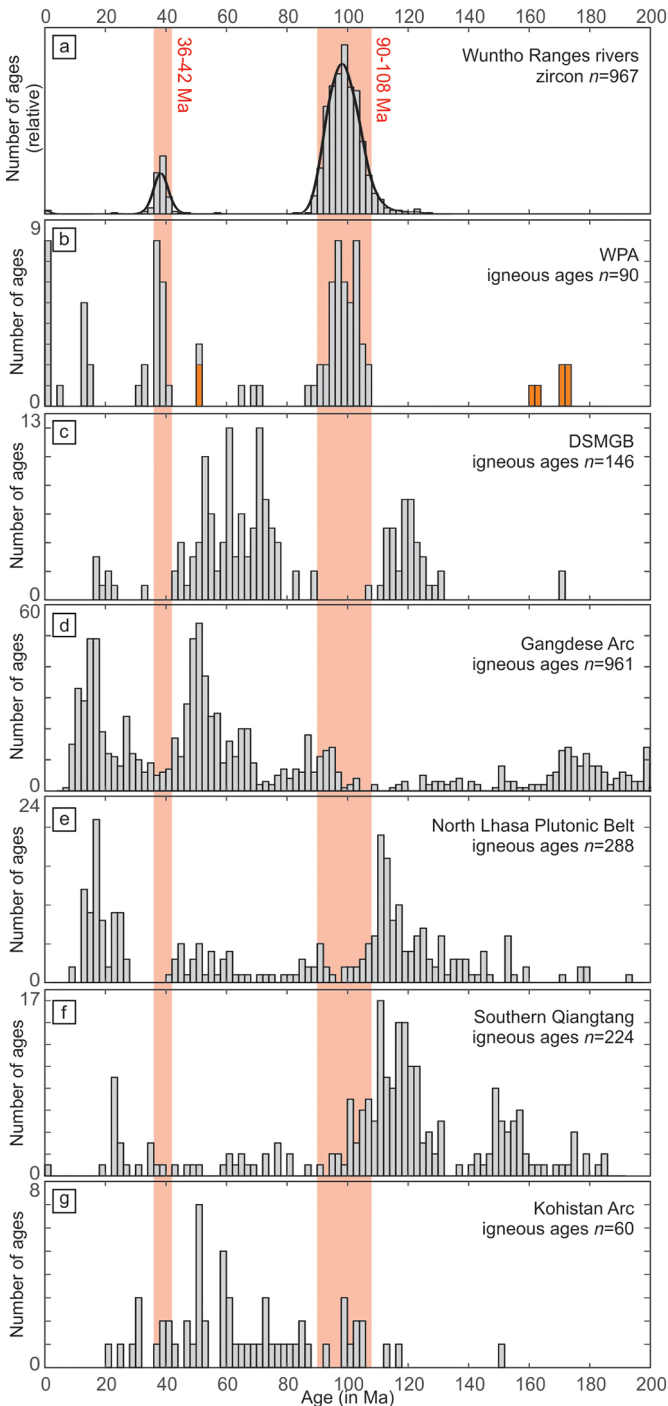 0 20 40 60 80 100 120 140 160 180 200
a
36-42 Ma
90-108 Ma
Wuntho Ranges rivers
zircon n=967
Number of ages
(relative)
9
b
WPA
igneous ages n=90
Number of ages
0
13
c
DSMGB
igneous ages n=146
Number of ages
0
60
d
Gangdese Arc
igneous ages n=961
Number of ages
0
24
e
North Lhasa Plutonic Belt
igneous ages n=288
Number of ages
0
17
f
Southern Qiangtang
igneous ages n=224
Number of ages
0
8
g
Kohistan Arc
igneous ages n=60
Number of ages
0
0 20 40 60 80 100 120 140 160 180 200
Age (in Ma)